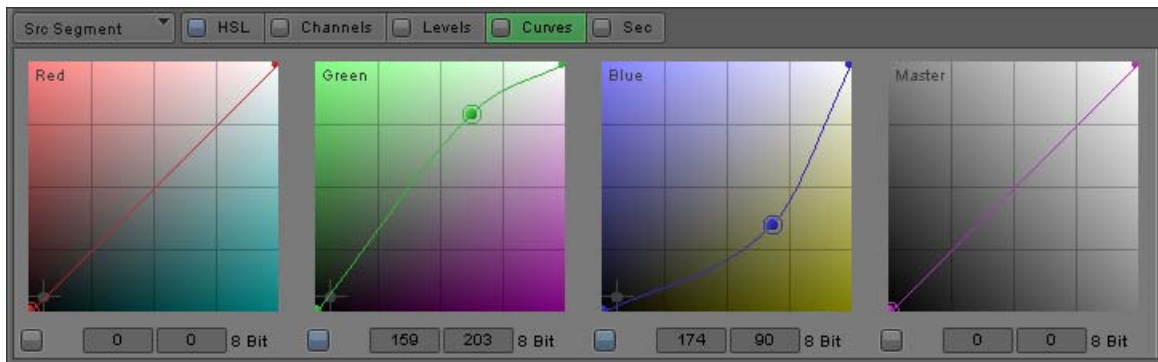 Src Segment HSL Channels Levels Curves Sec
Red Green Blue Master
0 0 8 Bit 159 203 8 Bit 174 90 8 Bit 0 0 8 Bit